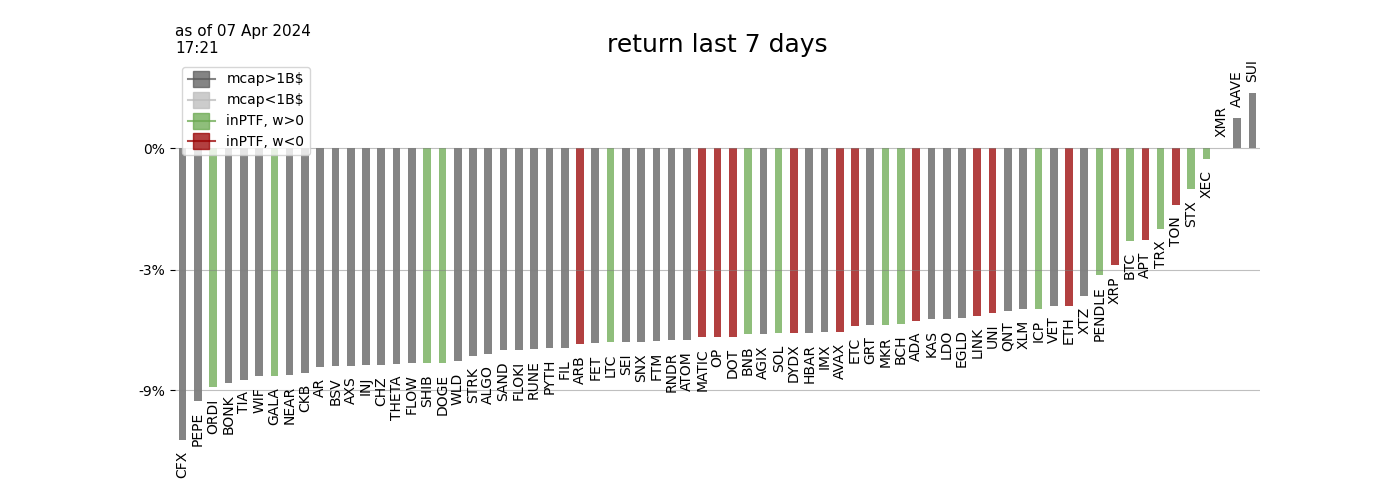 as of 07 Apr 2024
17:21
return last 7 days
mcap>1B$
mcap<1B$
inPTF, w>0
inPTF, w<0
0%
-3%
-9%
CFX
PEPE
ORDI
BONK
TIA
WIF
GALA
NEAR
CKB
AR
BSV
AXS
INJ
CHZ
THETA
FLOW
SHIB
DOGE
WLD
STRK
ALGO
SAND
FLOKI
RUNE
PYTH
FIL
ARB
FET
LTC
SEI
SNX
FTM
RNDR
ATOM
MATIC
OP
DOT
BNB
AGIX
SOL
DYDX
HBAR
IMX
AVAX
ETC
GRT
MKR
BCH
ADA
KAS
LDO
EGLD
LINK
UNI
QNT
XLM
ICP
VET
ETH
XTZ
PENDLE
XRP
BTC
APT
TRX
TON
STX
XEC
XMR
AAVE
SUI